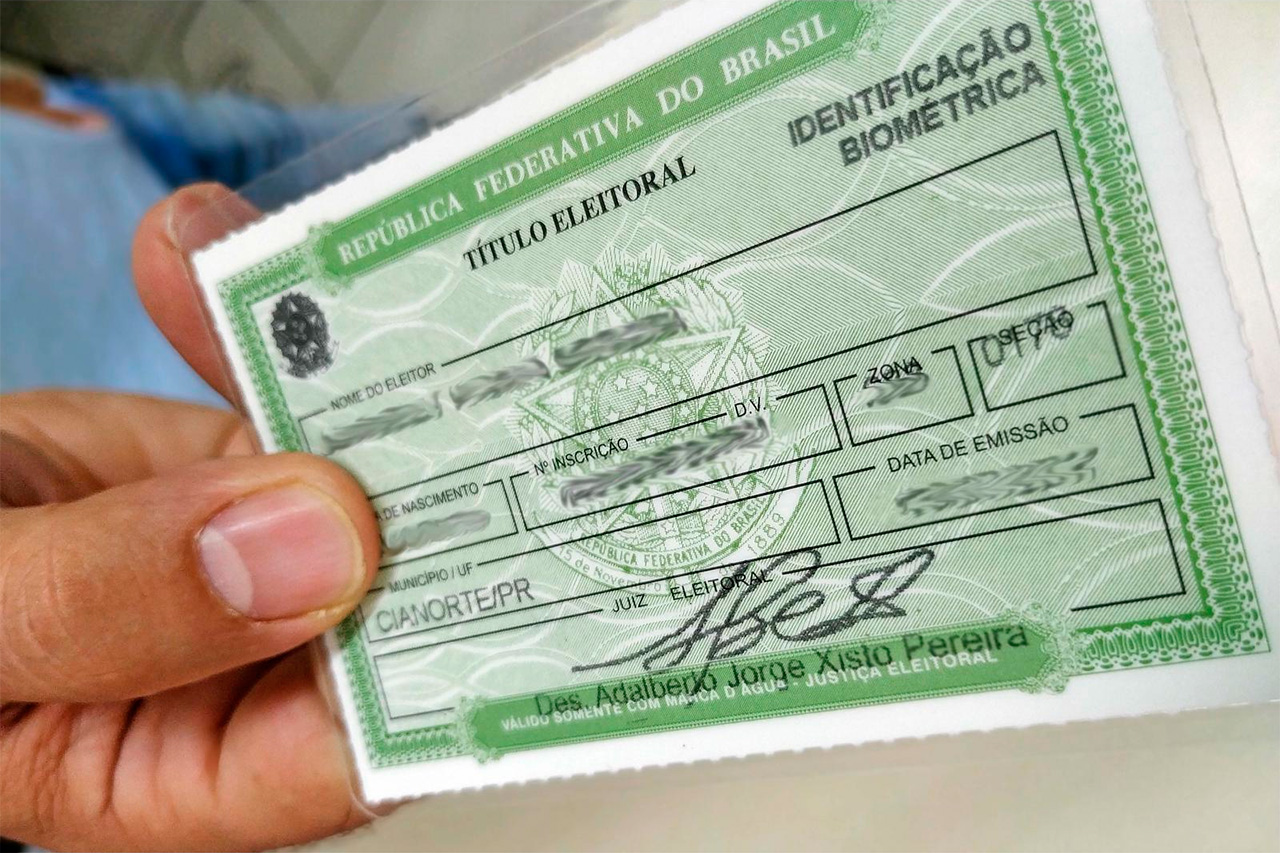 REPÚBLICA FEDERATIVA DO BRASIL
TÍTULO ELEITORAL
IDENTIFICAÇÃO
BIOMÉTRICA
NOME DO ELEITOR
A DE NASCIMENTO
Nº INSCRIÇÃO
D.V.
ZONA
SEÇÃO
0176
MUNICÍPIO / UF
CIANORTE/PR
DATA DE EMISSÃO
REPÚBLICA FEDERATIVA DO BRASIL
15 de Nove
1889
JUIZ ELEITORAL
Des. Adalberto Jorge Xisto Pereira
VÁLIDO SOMENTE COM MARCA D'ÁGUA - JUSTIÇA ELEITORAL